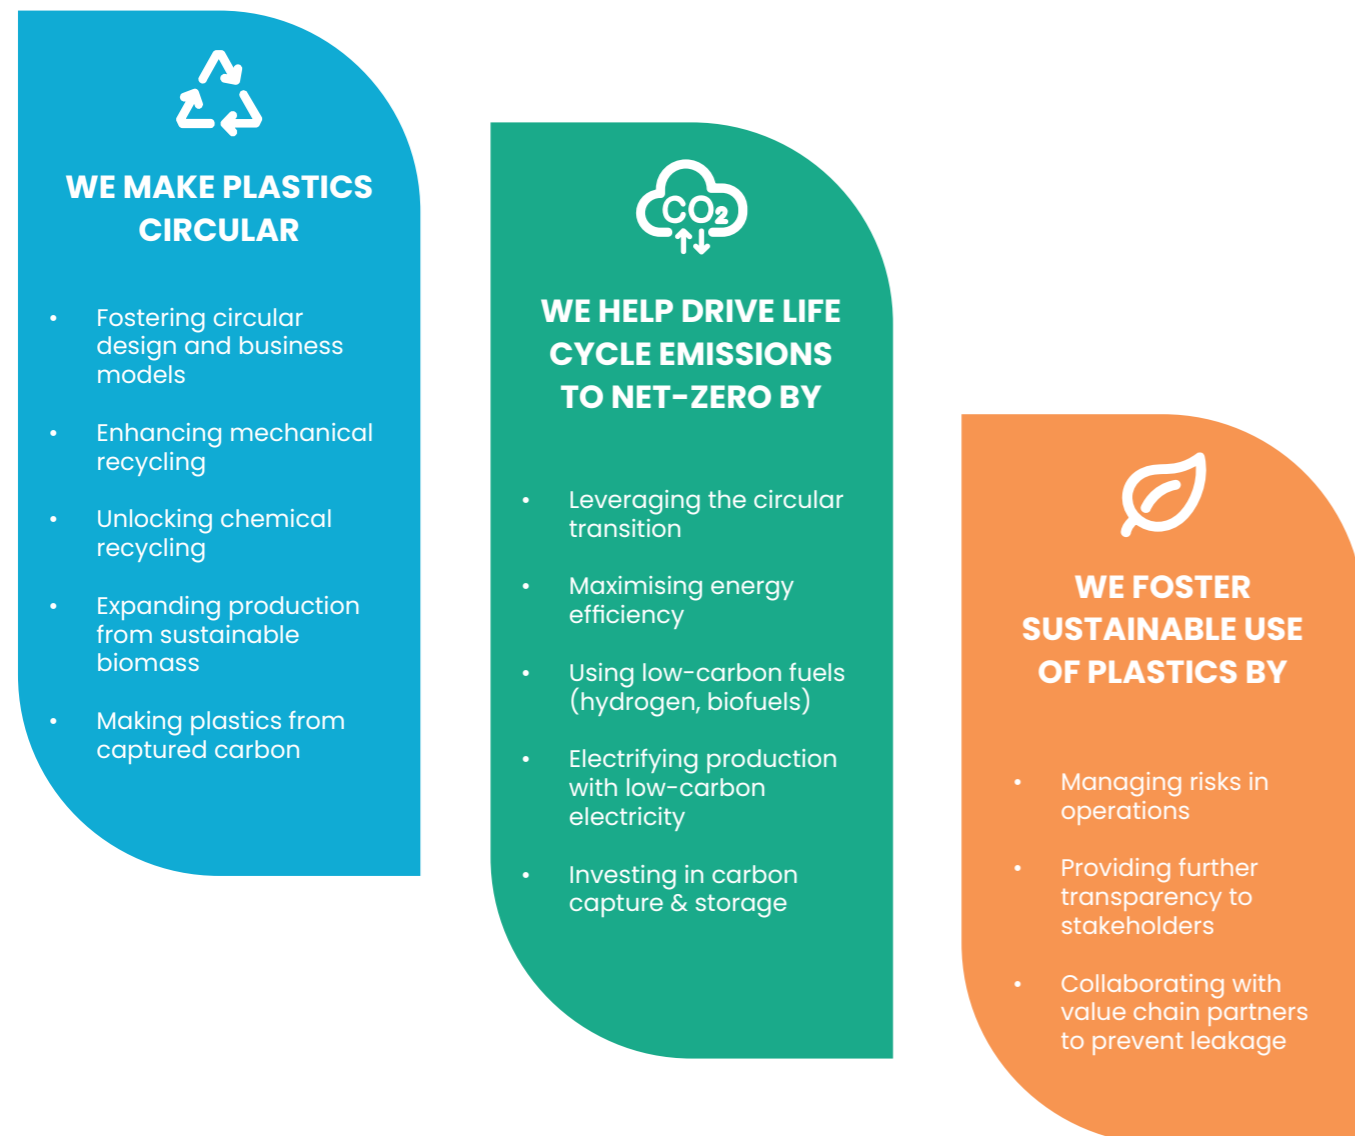 WE MAKE PLASTICS
CIRCULAR
• Fostering circular
design and business
models
• Enhancing mechanical
recycling
• Unlocking chemical
recycling
• Expanding production
from sustainable
biomass
• Making plastics from
captured carbon
CO2
WE HELP DRIVE LIFE
CYCLE EMISSIONS
TO NET-ZERO BY
• Leveraging the circular
transition
• Maximising energy
efficiency
• Using low-carbon fuels
(hydrogen, biofuels)
• Electrifying production
with low-carbon
electricity
• Investing in carbon
capture & storage
WE FOSTER
SUSTAINABLE USE
OF PLASTICS BY
• Managing risks in
operations
• Providing further
transparency to
stakeholders
• Collaborating with
value chain partners
to prevent leakage